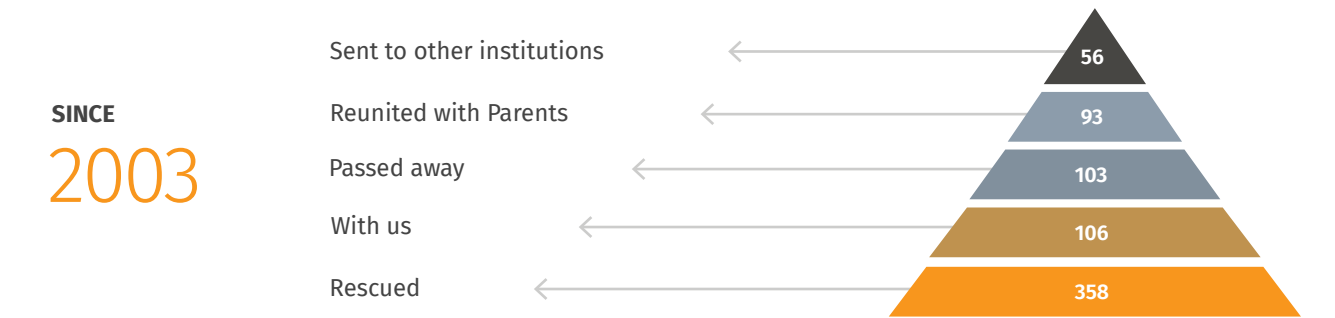 SINCE
2003
Sent to other institutions
56
Reunited with Parents
93
Passed away
103
With us
106
Rescued
358